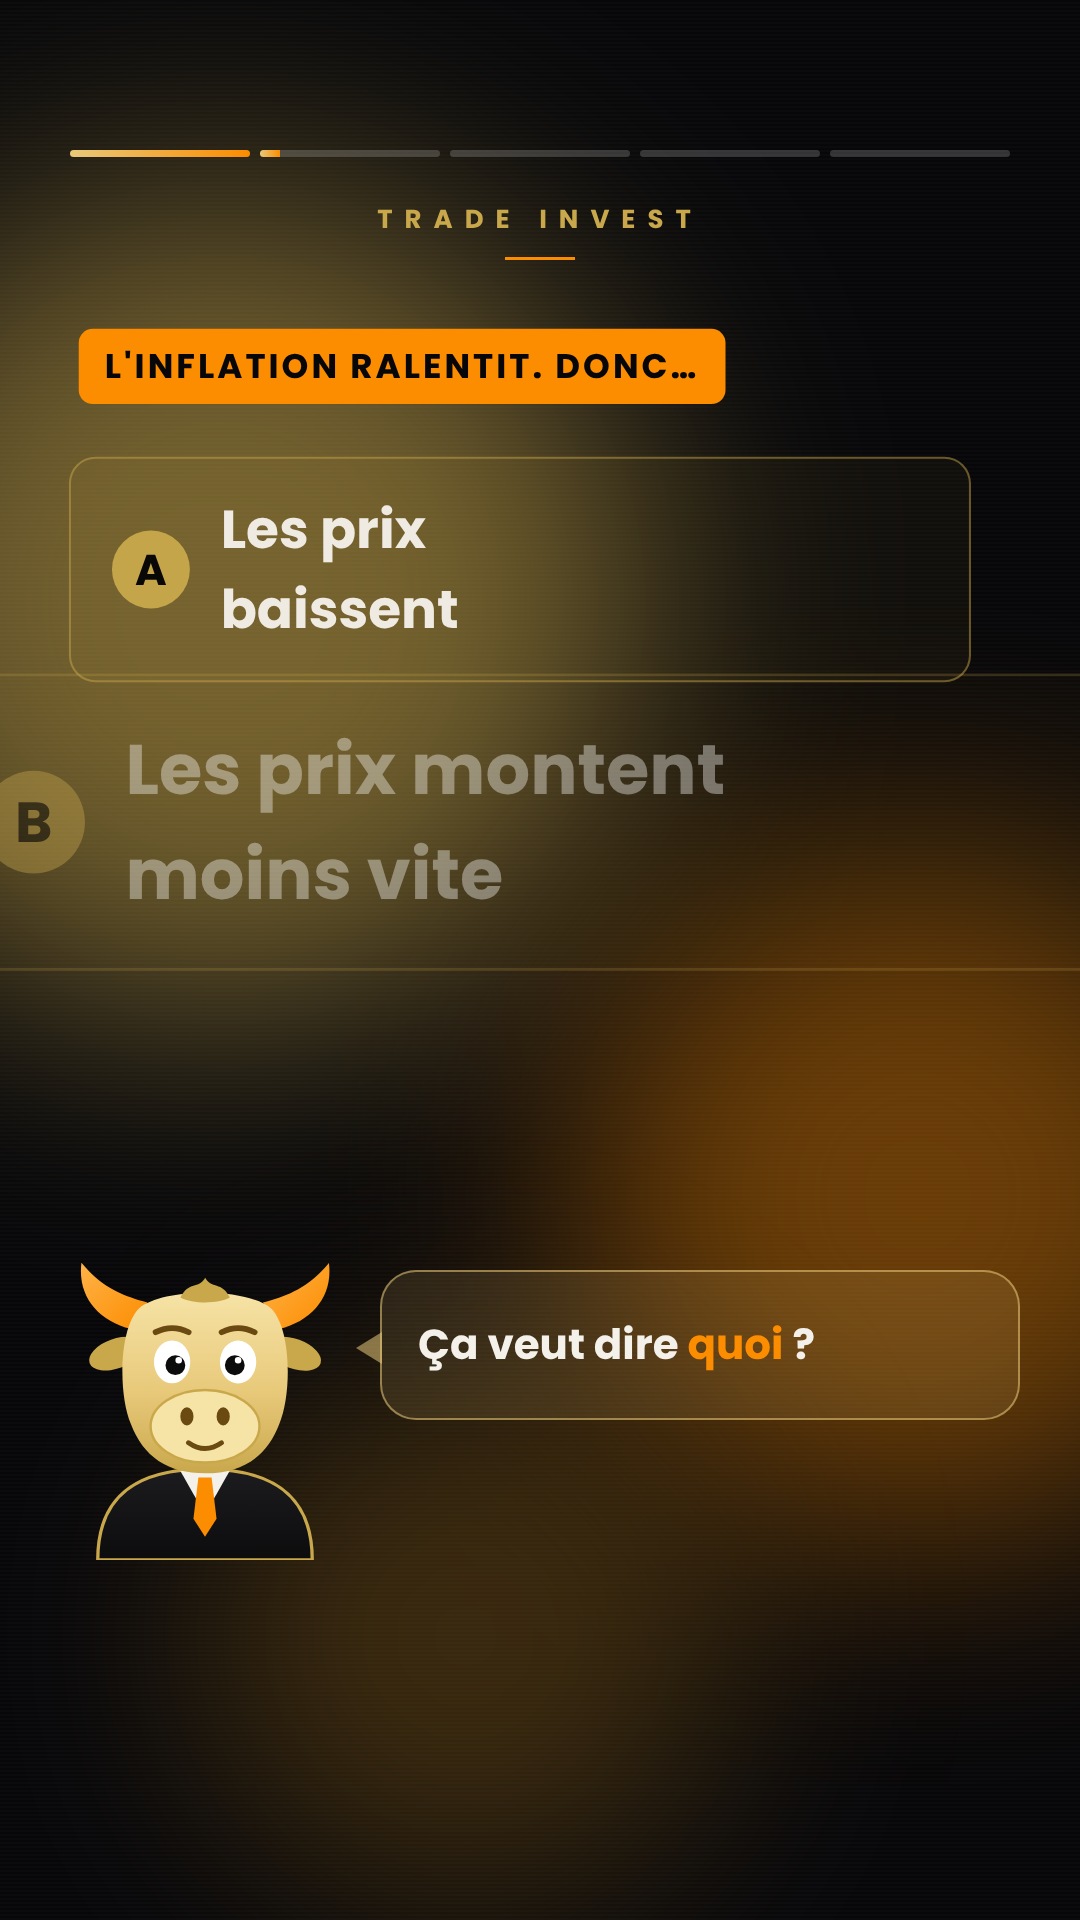 TRADE INVEST
L'INFLATION RALENTIT. DONC...
A
Les prix
baissent
B
Les prix montent
moins vite
Ça veut dire quoi ?